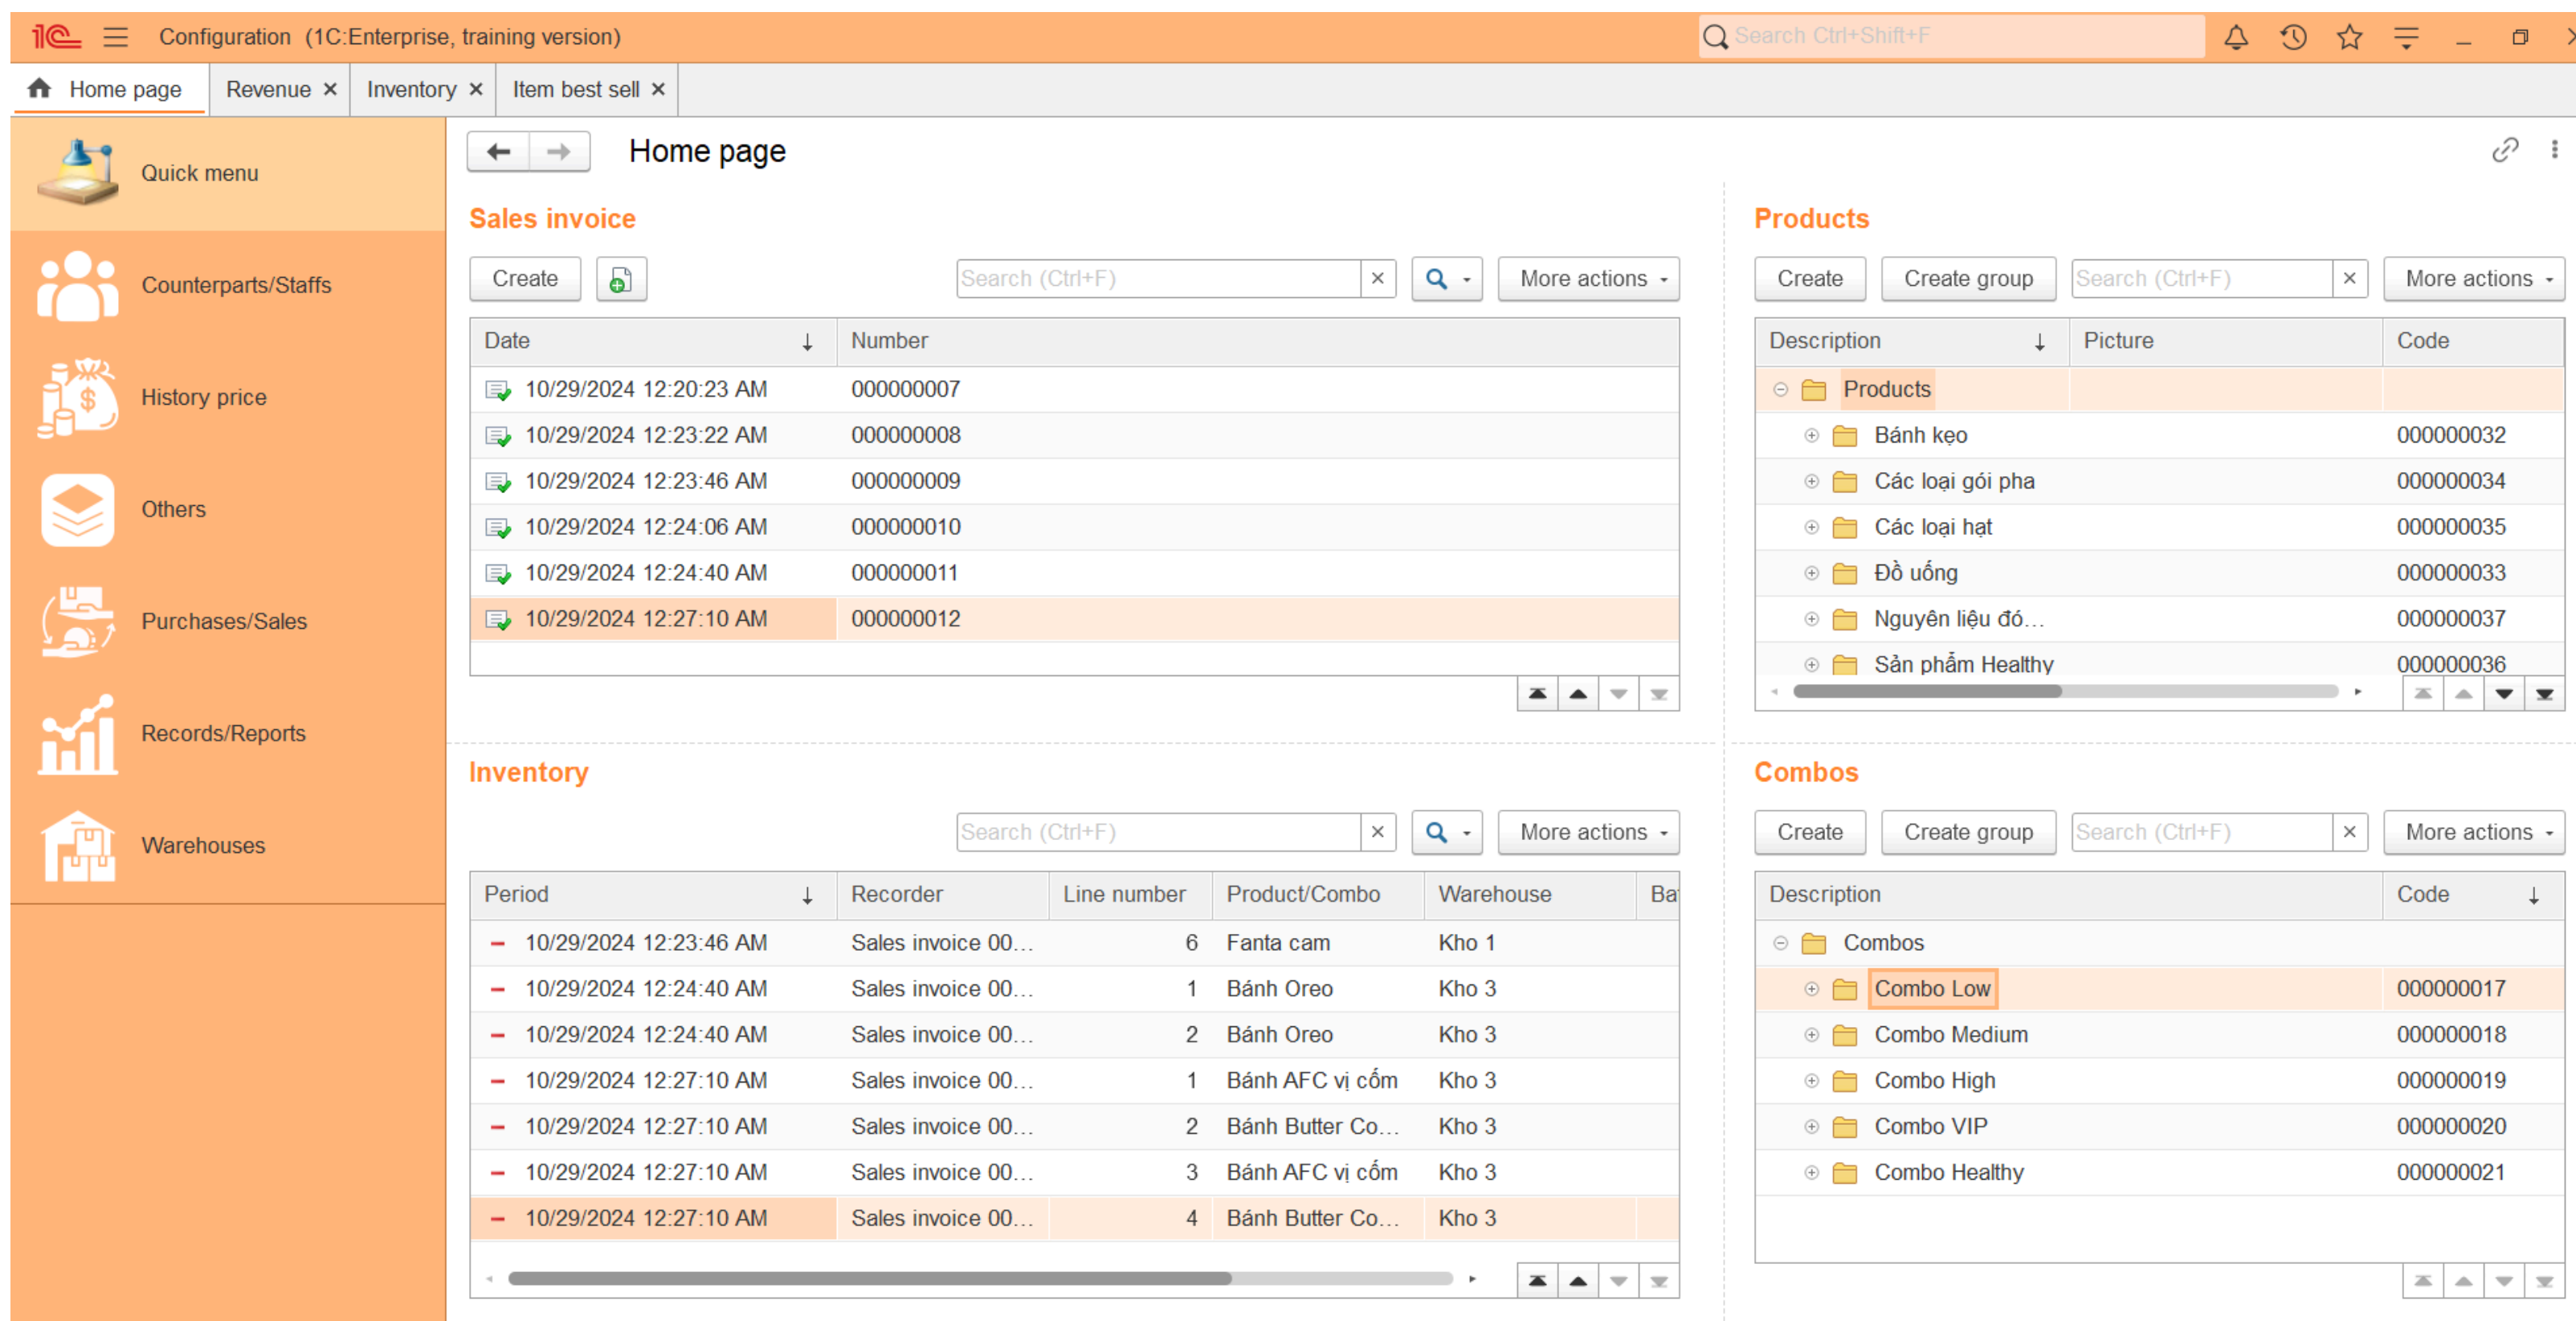 1C Configuration (1C:Enterprise, training version) Search Ctrl+Shift+F
Home page Revenue Inventory Item best sell
Quick menu
Counterparts/Staffs
History price
Others
Purchases/Sales
Records/Reports
Warehouses
Home page
Sales invoice
Create Search (Ctrl+F) × More actions
Date ↓ Number
10/29/2024 12:20:23 AM 000000007
10/29/2024 12:23:22 AM 000000008
10/29/2024 12:23:46 AM 000000009
10/29/2024 12:24:06 AM 000000010
10/29/2024 12:24:40 AM 000000011
10/29/2024 12:27:10 AM 000000012
Products
Create Create group Search (Ctrl+F) × More actions
Description ↓ Picture Code
Products
Bánh kẹo 000000032
Các loại gói pha 000000034
Các loại hạt 000000035
Đồ uống 000000033
Nguyên liệu đó... 000000037
Sản phẩm Healthy 000000036
Inventory
Search (Ctrl+F) × More actions
Period ↓ Recorder Line number Product/Combo Warehouse Ba
10/29/2024 12:23:46 AM Sales invoice 00... 6 Fanta cam Kho 1
10/29/2024 12:24:40 AM Sales invoice 00... 1 Bánh Oreo Kho 3
10/29/2024 12:24:40 AM Sales invoice 00... 2 Bánh Oreo Kho 3
10/29/2024 12:27:10 AM Sales invoice 00... 1 Bánh AFC vị cốm Kho 3
10/29/2024 12:27:10 AM Sales invoice 00... 2 Bánh Butter Co... Kho 3
10/29/2024 12:27:10 AM Sales invoice 00... 3 Bánh AFC vị cốm Kho 3
10/29/2024 12:27:10 AM Sales invoice 00... 4 Bánh Butter Co... Kho 3
Combos
Create Create group Search (Ctrl+F) × More actions
Description Code ↓
Combos
Combo Low 000000017
Combo Medium 000000018
Combo High 000000019
Combo VIP 000000020
Combo Healthy 000000021